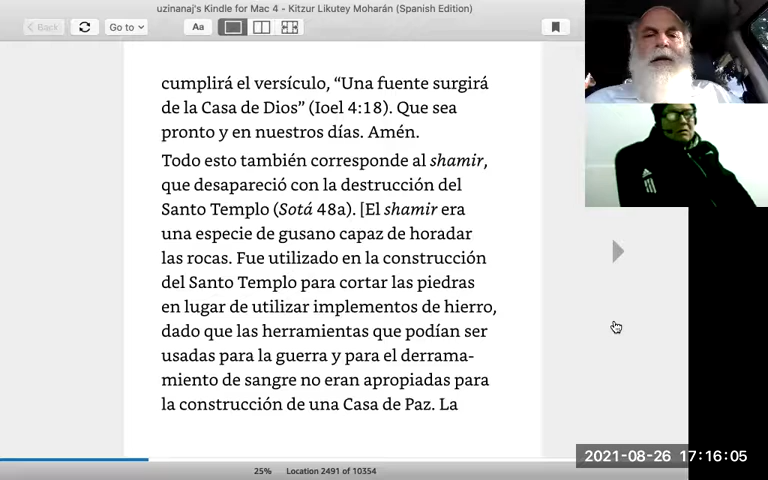 uzinanaj's Kindle for Mac 4 - Kitzur Likutey Moharán (Spanish Edition)
Back
Go to
Aa
cumplirá el versículo, “Una fuente surgirá
de la Casa de Dios” (Ioel 4:18). Que sea
pronto y en nuestros días. Amén.
Todo esto también corresponde al shamir,
que desapareció con la destrucción del
Santo Templo (Sotá 48a). [El shamir era
una especie de gusano capaz de horadar
las rocas. Fue utilizado en la construcción
del Santo Templo para cortar las piedras
en lugar de utilizar implementos de hierro,
dado que las herramientas que podían ser
usadas para la guerra y para el derrama-
miento de sangre no eran apropiadas para
la construcción de una Casa de Paz. La
25%
Location 2491 of 10354
2021-08-26 17:16:05